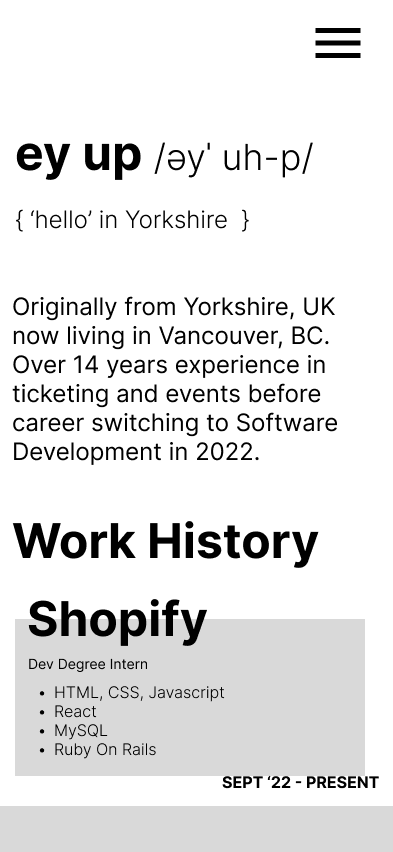 ey up /əy' uh-p/
{ ‘hello’ in Yorkshire }
Originally from Yorkshire, UK
now living in Vancouver, BC.
Over 14 years experience in
ticketing and events before
career switching to Software
Development in 2022.
Work History
Shopify
Dev Degree Intern
• HTML, CSS, Javascript
• React
• MySQL
• Ruby On Rails
SEPT ‘22 - PRESENT